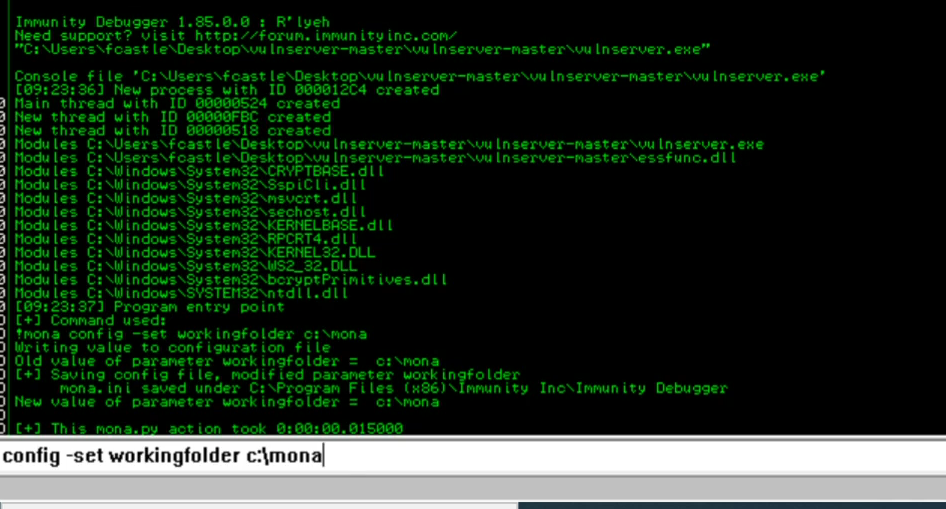 Immunity Debugger 1.85.0.0 : R'lyeh
Need support? visit http://forum.immunityinc.com/
"C:\Users\fcastle\Desktop\vulnserver-master\vulnserver-master\vulnserver.exe"
Console file 'C:\Users\fcastle\Desktop\vulnserver-master\vulnserver-master\vulnserver.exe'
[09:23:36] New process with ID 000012C4 created
Main thread with ID 00000524 created
New thread with ID 00000FBC created
New thread with ID 00000518 created
Modules C:\Users\fcastle\Desktop\vulnserver-master\vulnserver-master\vulnserver.exe
Modules C:\Users\fcastle\Desktop\vulnserver-master\vulnserver-master\essfunc.dll
Modules C:\Windows\System32\CRYPTBASE.dll
Modules C:\Windows\System32\SspiCli.dll
Modules C:\Windows\System32\msvcrt.dll
Modules C:\Windows\System32\sechost.dll
Modules C:\Windows\System32\KERNELBASE.dll
Modules C:\Windows\System32\RPCRT4.dll
Modules C:\Windows\System32\KERNEL32.DLL
Modules C:\Windows\System32\WS2_32.DLL
Modules C:\Windows\System32\bcryptPrimitives.dll
Modules C:\Windows\SYSTEM32\ntdll.dll
[09:23:37] Program entry point
[+] Command used:
!mona config -set workingfolder c:\mona
Writing value to configuration file
Old value of parameter workingfolder =  c:\mona
[+] Saving config file, modified parameter workingfolder
mona.ini saved under C:\Program Files (x86)\Immunity Inc\Immunity Debugger
New value of parameter workingfolder =  c:\mona
[+] This mona.py action took 0:00:00.015000
config -set workingfolder c:\mona